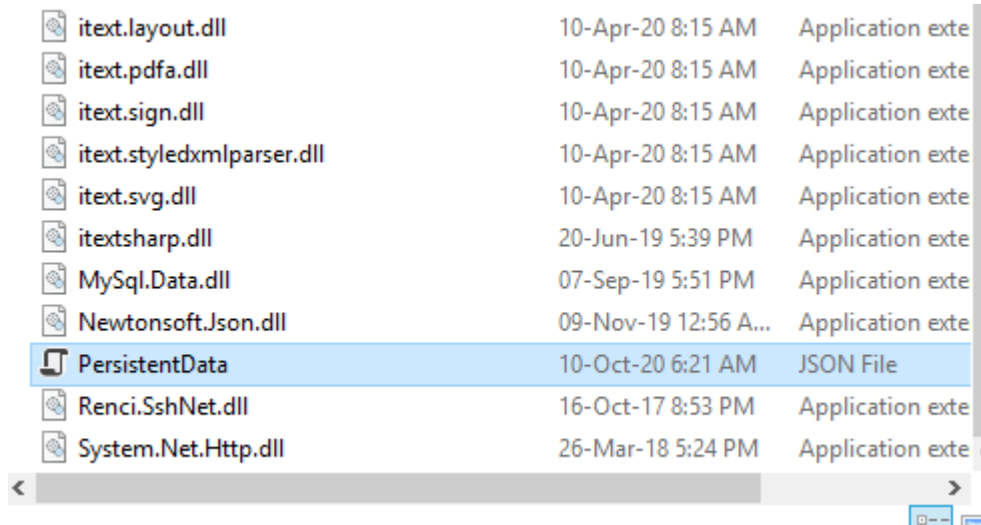 itext.layout.dll 10-Apr-20 8:15 AM Application exte
itext.pdfa.dll 10-Apr-20 8:15 AM Application exte
itext.sign.dll 10-Apr-20 8:15 AM Application exte
itext.styledxmlparser.dll 10-Apr-20 8:15 AM Application exte
itext.svg.dll 10-Apr-20 8:15 AM Application exte
itextsharp.dll 20-Jun-19 5:39 PM Application exte
MySql.Data.dll 07-Sep-19 5:51 PM Application exte
Newtonsoft.Json.dll 09-Nov-19 12:56 A... Application exte
PersistentData 10-Oct-20 6:21 AM JSON File
Renci.SshNet.dll 16-Oct-17 8:53 PM Application exte
System.Net.Http.dll 26-Mar-18 5:24 PM Application exte